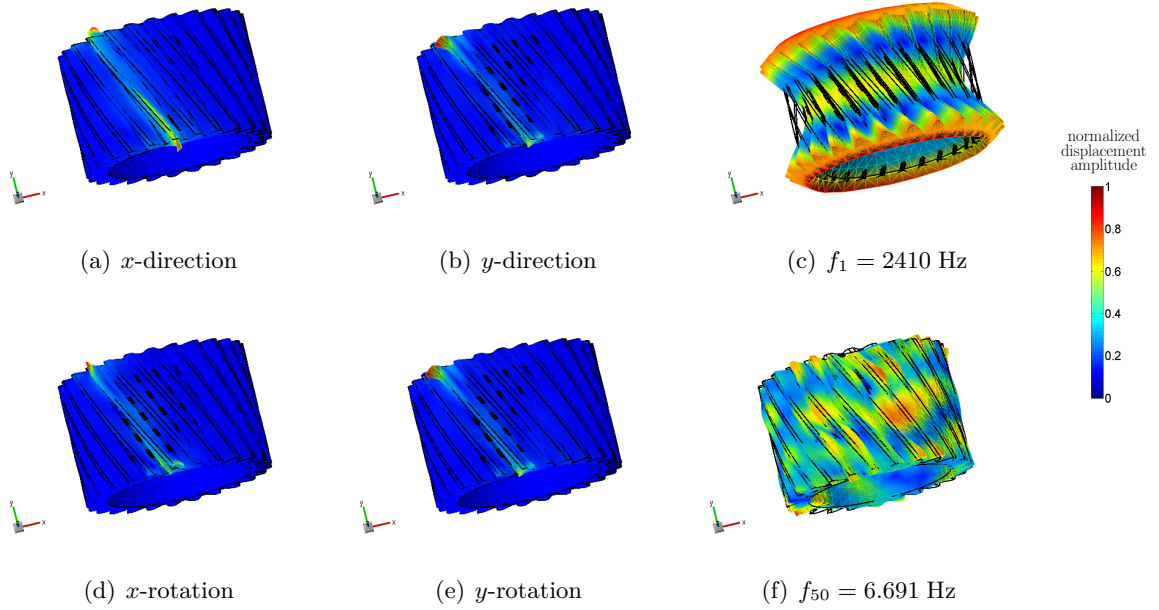 y
x
y
x
y
x
normalized
displacement
amplitude
1
0.8
0.6
0.4
0.2
0
(a) x-direction
(b) y-direction
(c) f₁ = 2410 Hz
y
x
y
x
y
x
(d) x-rotation
(e) y-rotation
(f) f₅₀ = 6.691 Hz